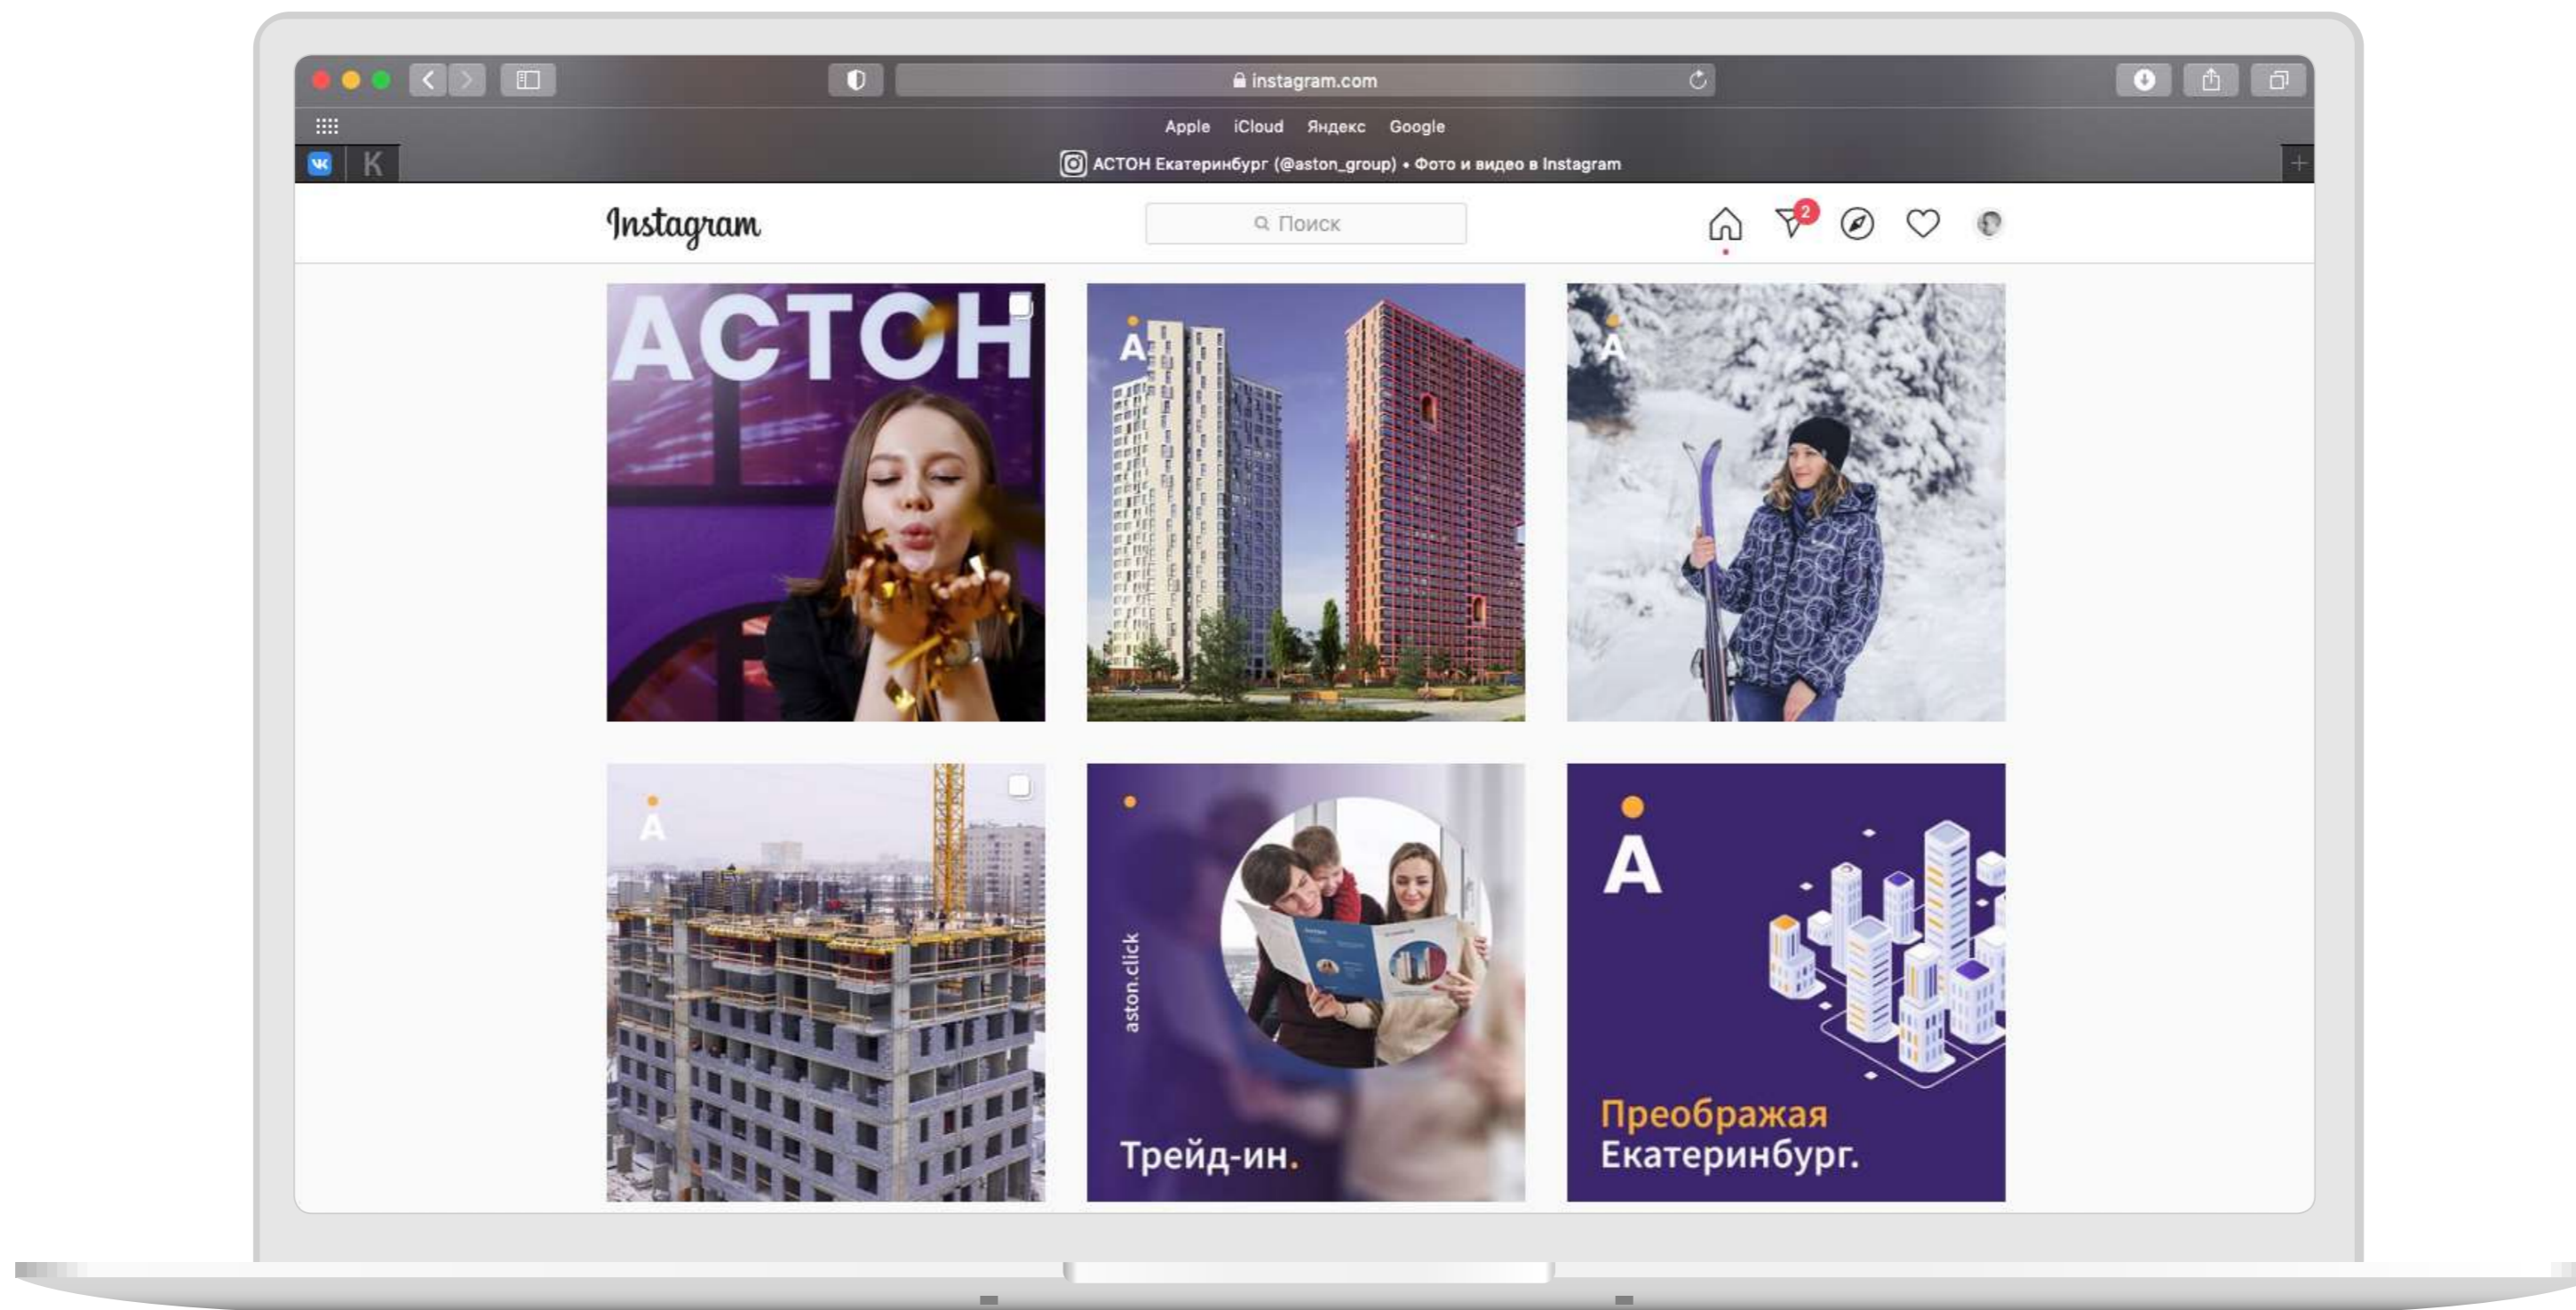 instagram.com
Apple iCloud Яндекс Google
K
АСТОН Екатеринбург (@aston_group) • Фото и видео в Instagram
Instagram
Поиск
2
АСТОН
A
A
A
aston.click
Трейд-ин.
A
Преображая
Екатеринбург.